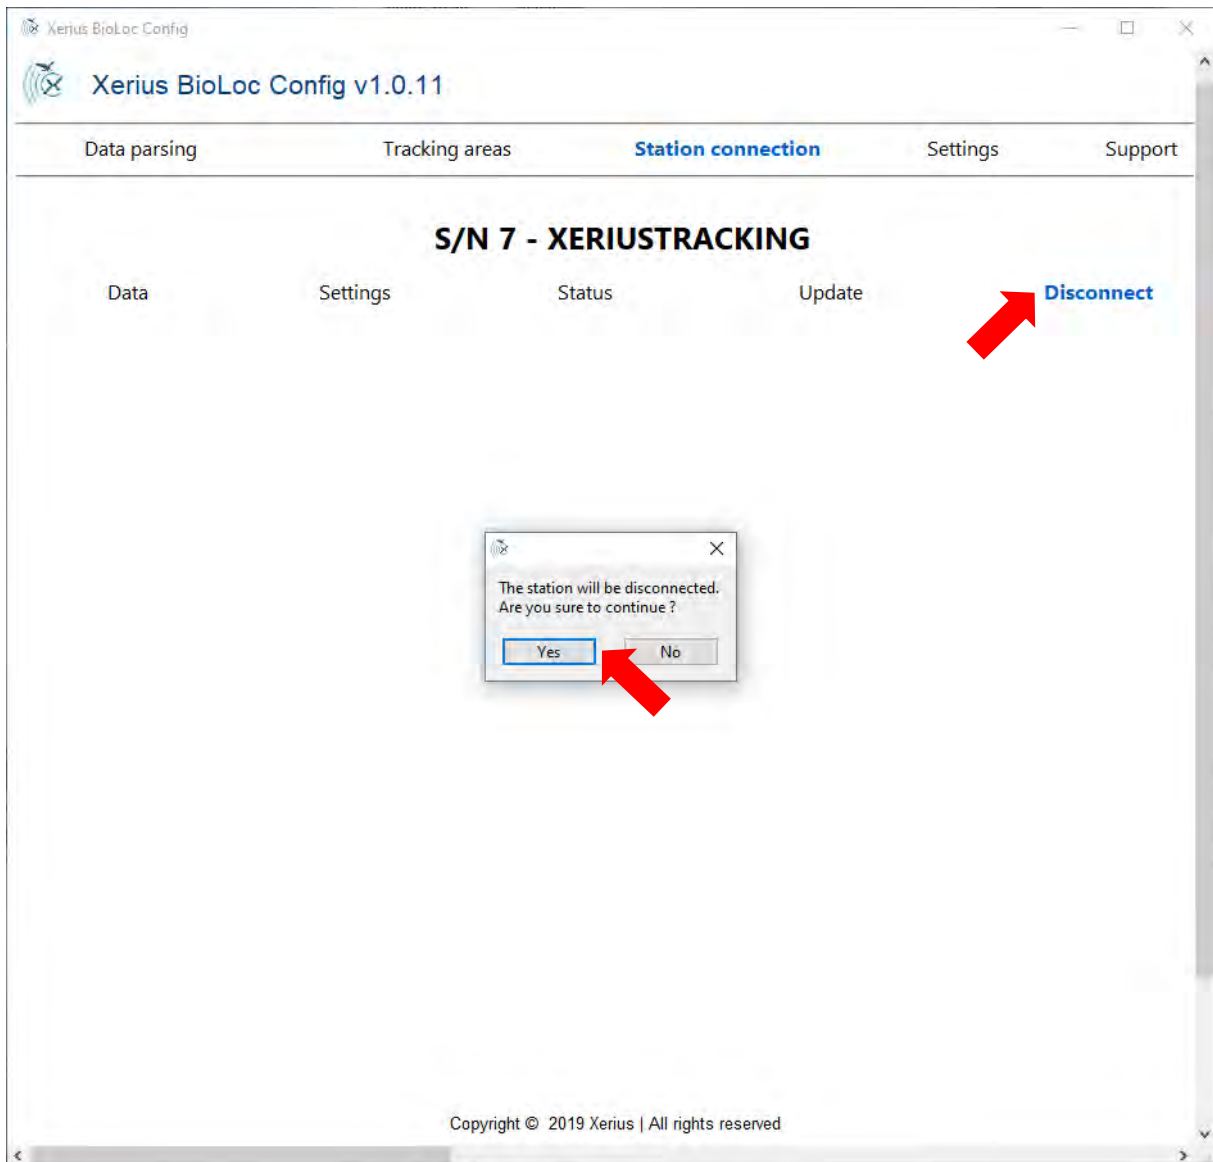 Xerius BioLoc Config
Xerius BioLoc Config v1.0.11
Data parsing Tracking areas Station connection Settings Support
S/N 7 - XERIUSTRACKING
Data Settings Status Update Disconnect
The station will be disconnected.
Are you sure to continue ?
Yes No
Copyright © 2019 Xerius | All rights reserved